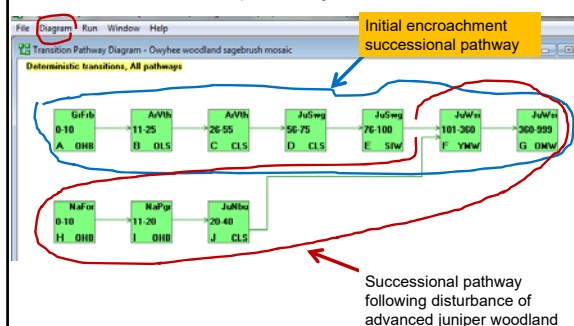 Initial encroachment
successional pathway
File Diagram Run Window Help
Transition Pathway Diagram - Owyhee woodland sagebrush mosaic
Deterministic transitions, All pathways
GrFrb ArVth ArVth JuSwg JuSwg JuWsi JuWsi
0-10 11-25 26-55 56-75 76-100 101-360 360-999
A OHB B OLS C CLS D CLS E SIW F YMW G OMW
NaFor NaPgr JuNbu
0-10 11-20 20-40
H OHB I OHB J CLS
Successional pathway
following disturbance of
advanced juniper woodland